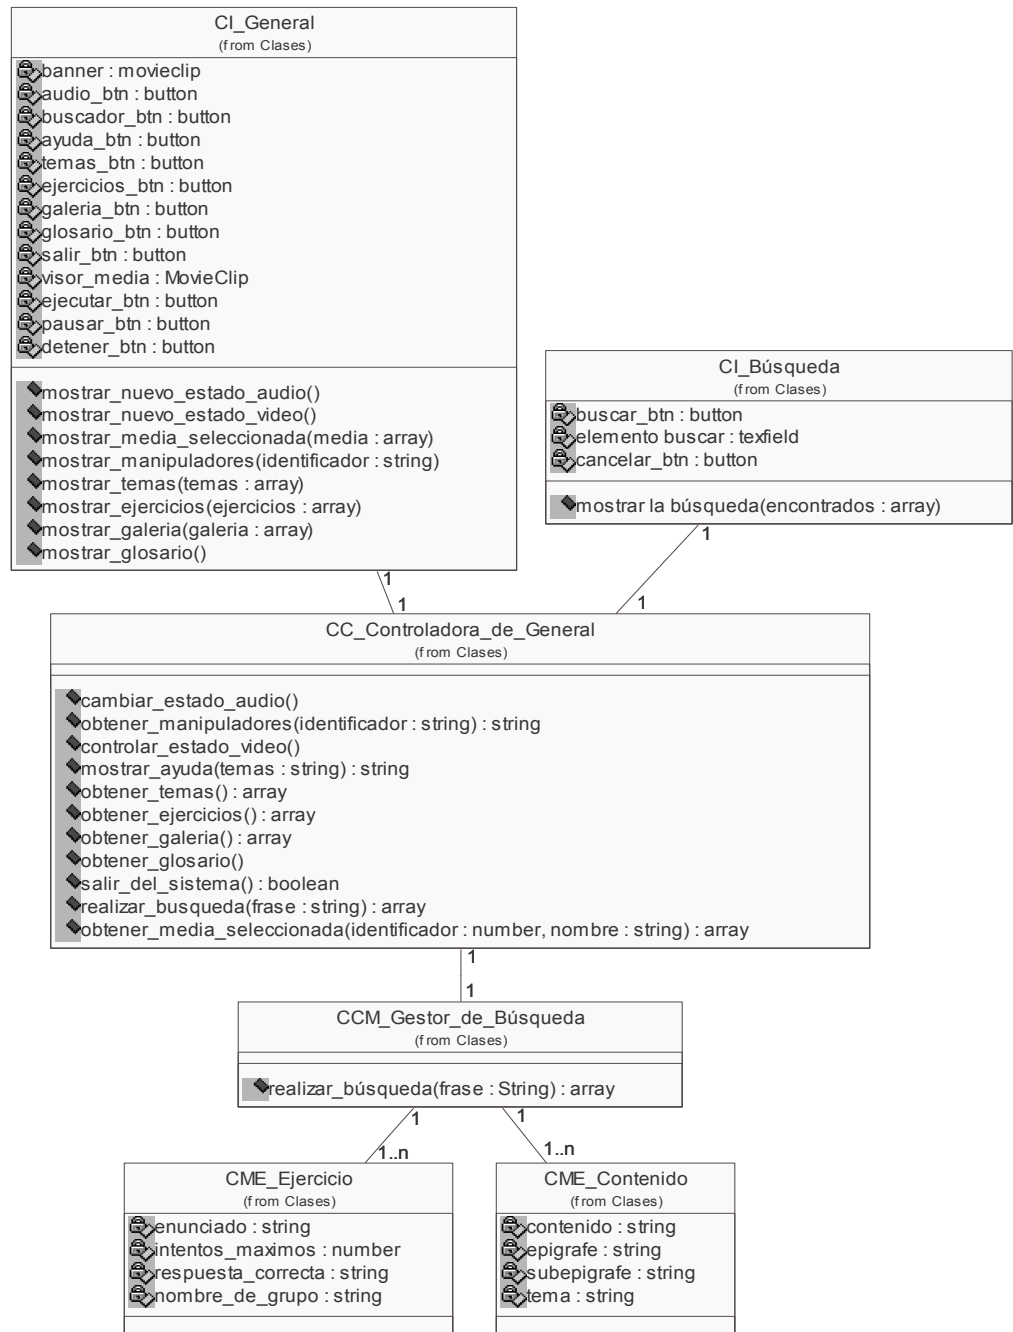 CI_General
(from Clases)
banner : movieclip
audio_btn : button
buscador_btn : button
ayuda_btn : button
temas_btn : button
ejercicios_btn : button
galeria_btn : button
glosario_btn : button
salir_btn : button
visor_media : MovieClip
ejecutar_btn : button
pausar_btn : button
detener_btn : button
mostrar_nuevo_estado_audio()
mostrar_nuevo_estado_video()
mostrar_media_seleccionada(media : array)
mostrar_manipuladores(identificador : string)
mostrar_temas(temas : array)
mostrar_ejercicios(ejercicios : array)
mostrar_galeria(galeria : array)
mostrar_glosario()
CI_Búsqueda
(from Clases)
buscar_btn : button
elemento buscar : texfield
cancelar_btn : button
mostrar la búsqueda(encontrados : array)
1
1
1
1
CC_Controladora_de_General
(from Clases)
cambiar_estado_audio()
obtener_manipuladores(identificador : string) : string
controlar_estado_video()
mostrar_ayuda(temas : string) : string
obtener_temas() : array
obtener_ejercicios() : array
obtener_galeria() : array
obtener_glosario()
salir_del_sistema() : boolean
realizar_busqueda(frase : string) : array
obtener_media_seleccionada(identificador : number, nombre : string) : array
1
1
CCM_Gestor_de_Búsqueda
(from Clases)
realizar_búsqueda(frase : String) : array
1
1
1..n
1..n
CME_Ejercicio
(from Clases)
enunciado : string
intentos_maximos : number
respuesta_correcta : string
nombre_de_grupo : string
CME_Contenido
(from Clases)
contenido : string
epigrafe : string
subepigrafe : string
tema : string